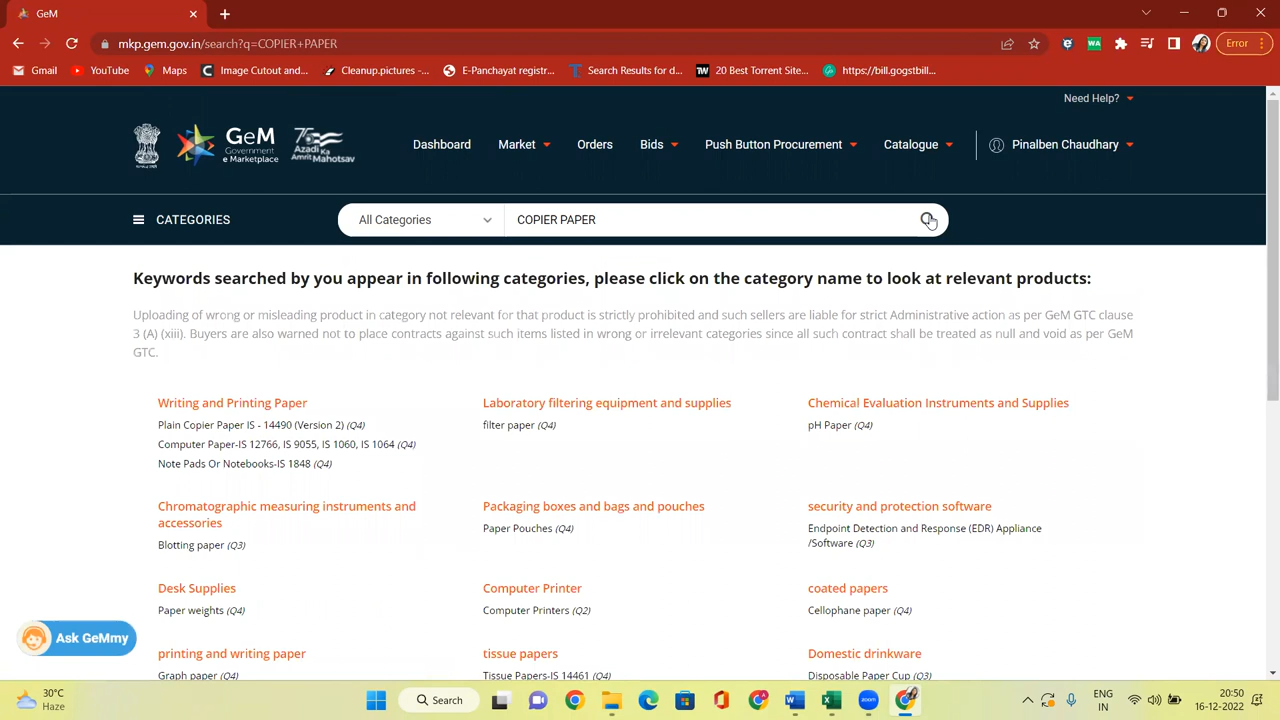 GeM
mkp.gem.gov.in/search?q=COPIER+PAPER
Error
Gmail
YouTube
Maps
Image Cutout and...
Cleanup.pictures -...
E-Panchayat registr...
Search Results for d...
20 Best Torrent Site...
https://bill.gogstbill...
Need Help?
GeM
Government
e Marketplace
Azadi Ka
Amrit Mahotsav
Dashboard
Market
Orders
Bids
Push Button Procurement
Catalogue
Pinalben Chaudhary
CATEGORIES
All Categories
COPIER PAPER
Keywords searched by you appear in following categories, please click on the category name to look at relevant products:
Uploading of wrong or misleading product in category not relevant for that product is strictly prohibited and such sellers are liable for strict Administrative action as per GeM GTC clause
3 (A) (xiii). Buyers are also warned not to place contracts against such items listed in wrong or irrelevant categories since all such contract shall be treated as null and void as per GeM
GTC.
Writing and Printing Paper
Plain Copier Paper IS - 14490 (Version 2) (Q4)
Computer Paper-IS 12766, IS 9055, IS 1060, IS 1064 (Q4)
Note Pads Or Notebooks-IS 1848 (Q4)
Laboratory filtering equipment and supplies
filter paper (Q4)
Chemical Evaluation Instruments and Supplies
pH Paper (Q4)
Chromatographic measuring instruments and
accessories
Blotting paper (Q3)
Packaging boxes and bags and pouches
Paper Pouches (Q4)
security and protection software
Endpoint Detection and Response (EDR) Appliance
/Software (Q3)
Desk Supplies
Paper weights (Q4)
Computer Printer
Computer Printers (Q2)
coated papers
Cellophane paper (Q4)
printing and writing paper
Graph paper (Q4)
tissue papers
Tissue Papers-IS 14461 (Q4)
Domestic drinkware
Disposable Paper Cup (Q3)
Ask GeMmy
30°C
Haze
Search
ENG
IN
20:50
16-12-2022